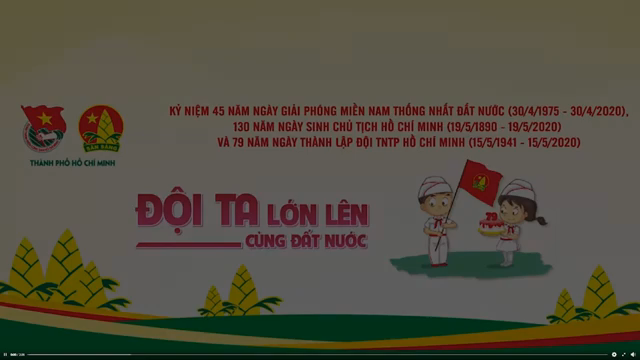 KỶ NIỆM 45 NĂM NGÀY GIẢI PHÓNG MIỀN NAM THỐNG NHẤT ĐẤT NƯỚC (30/4/1975 - 30/4/2020),
130 NĂM NGÀY SINH CHỦ TỊCH HỒ CHÍ MINH (19/5/1890 - 19/5/2020)
VÀ 79 NĂM NGÀY THÀNH LẬP ĐỘI TNTP HỒ CHÍ MINH (15/5/1941 - 15/5/2020)
SẴN SÀNG
THÀNH PHỐ HỒ CHÍ MINH
ĐỘI TA LỚN LÊN
CÙNG ĐẤT NƯỚC
79